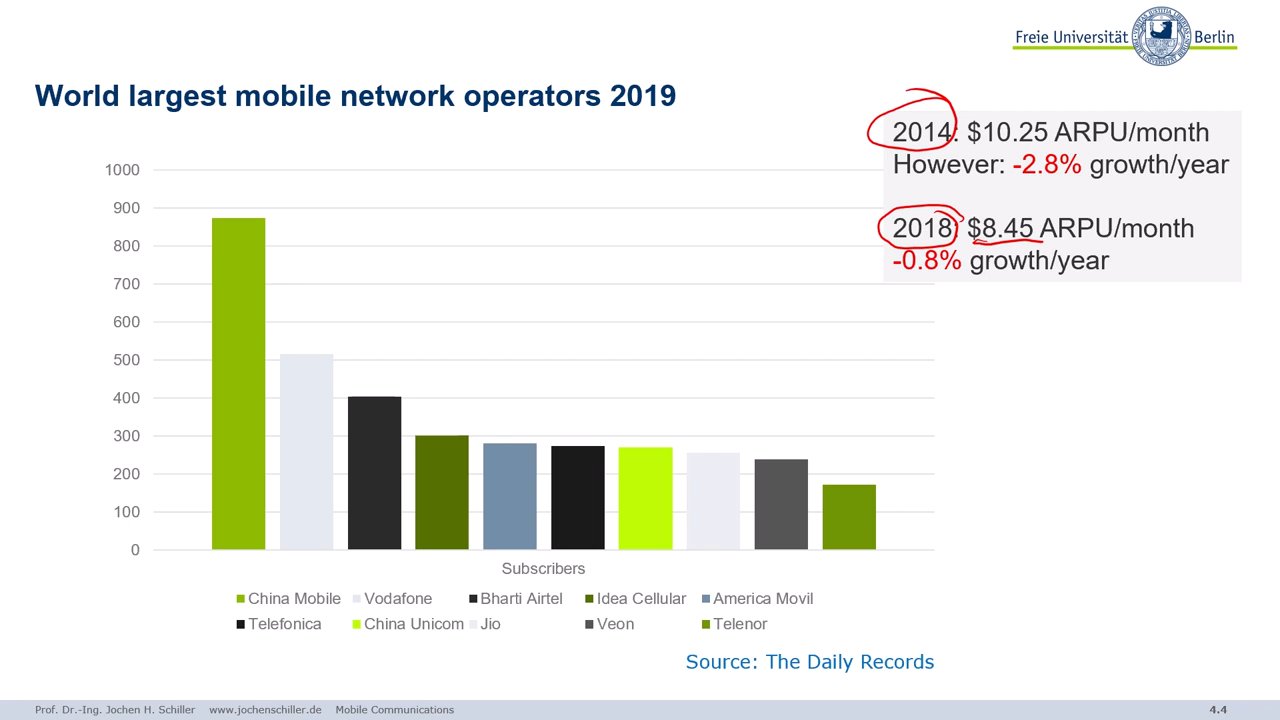 Freie Universität Berlin
World largest mobile network operators 2019
2014: $10.25 ARPU/month
However: -2.8% growth/year
2018: $8.45 ARPU/month
-0.8% growth/year
1000
900
800
700
600
500
400
300
200
100
0
Subscribers
China Mobile Vodafone Bharti Airtel Idea Cellular America Movil
Telefonica China Unicom Jio Veon Telenor
Source: The Daily Records
Prof. Dr.-Ing. Jochen H. Schiller www.jochenschiller.de Mobile Communications 4.4